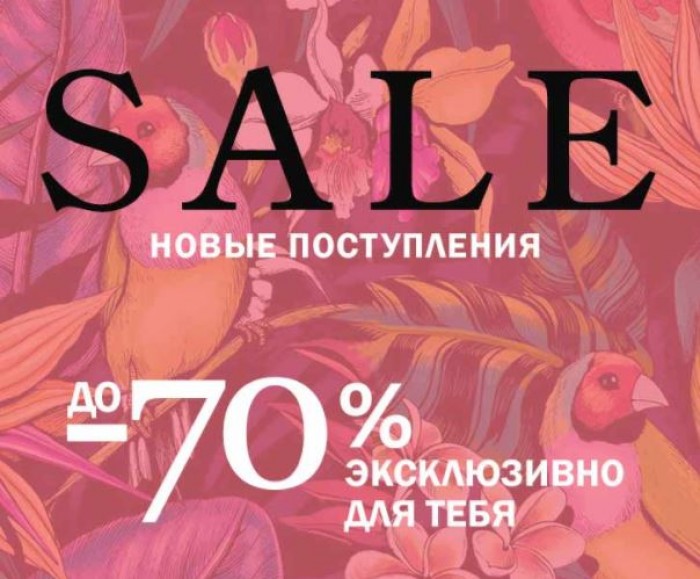 SALE
НОВЫЕ ПОСТУПЛЕНИЯ
ДО
-70%
ЭКСКЛЮЗИВНО
ДЛЯ ТЕБЯ